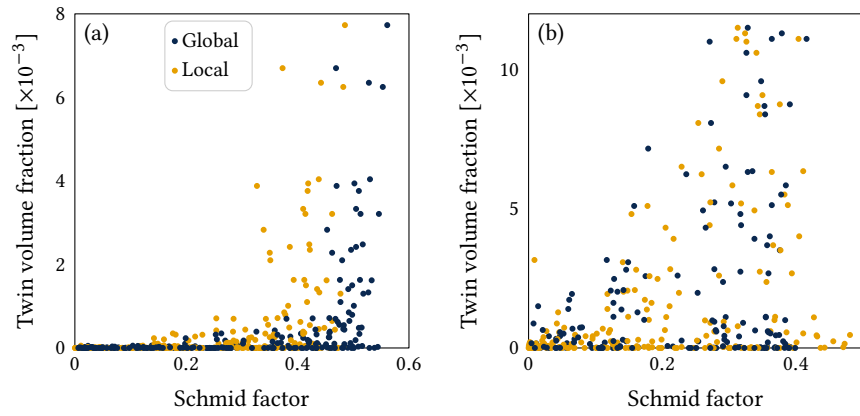 (a)
Global
Local
Twin volume fraction [×10⁻³]
8
6
4
2
0
0 0.2 0.4 0.6
Schmid factor
(b)
Twin volume fraction [×10⁻³]
10
5
0
0 0.2 0.4
Schmid factor